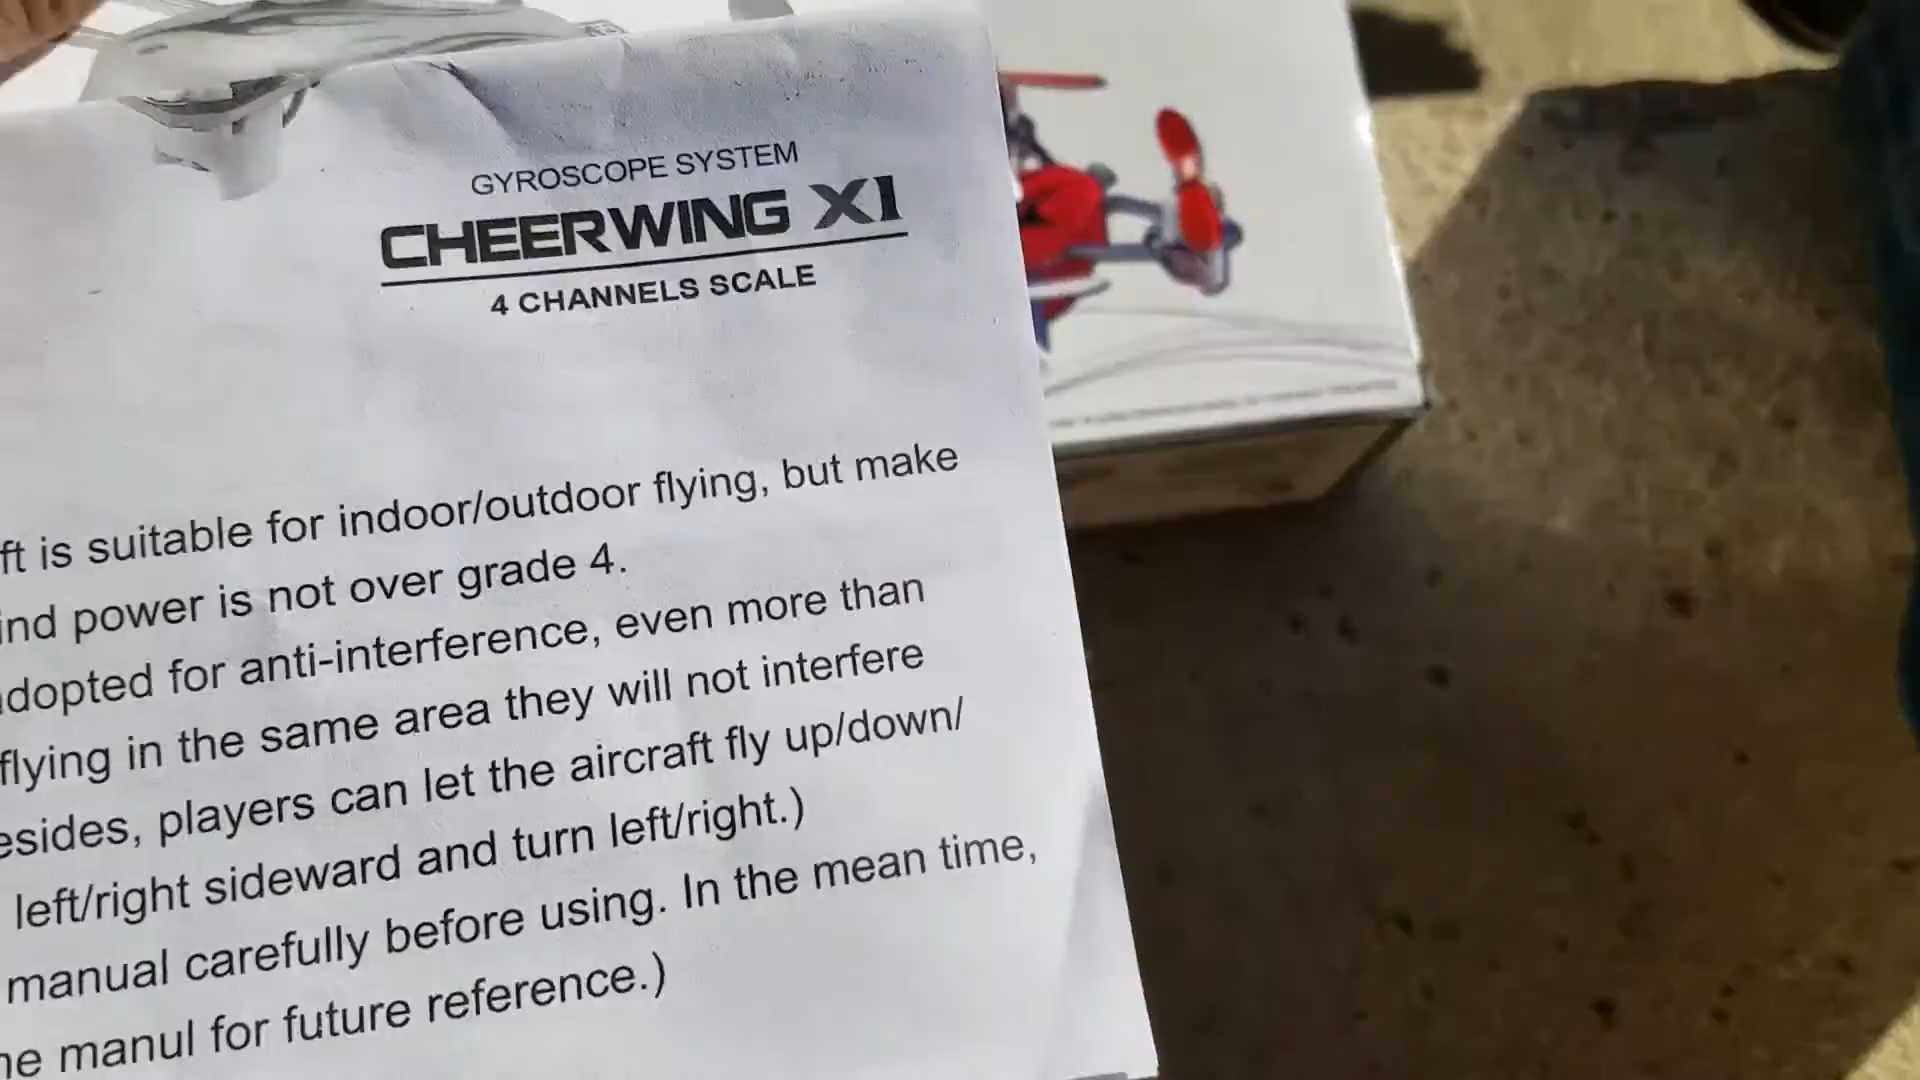 GYROSCOPE SYSTEM
CHEERWING X1
4 CHANNELS SCALE
ft is suitable for indoor/outdoor flying, but make
ind power is not over grade 4.
dopted for anti-interference, even more than
flying in the same area they will not interfere
esides, players can let the aircraft fly up/down/
left/right sideward and turn left/right.)
manual carefully before using. In the mean time,
he manul for future reference.)